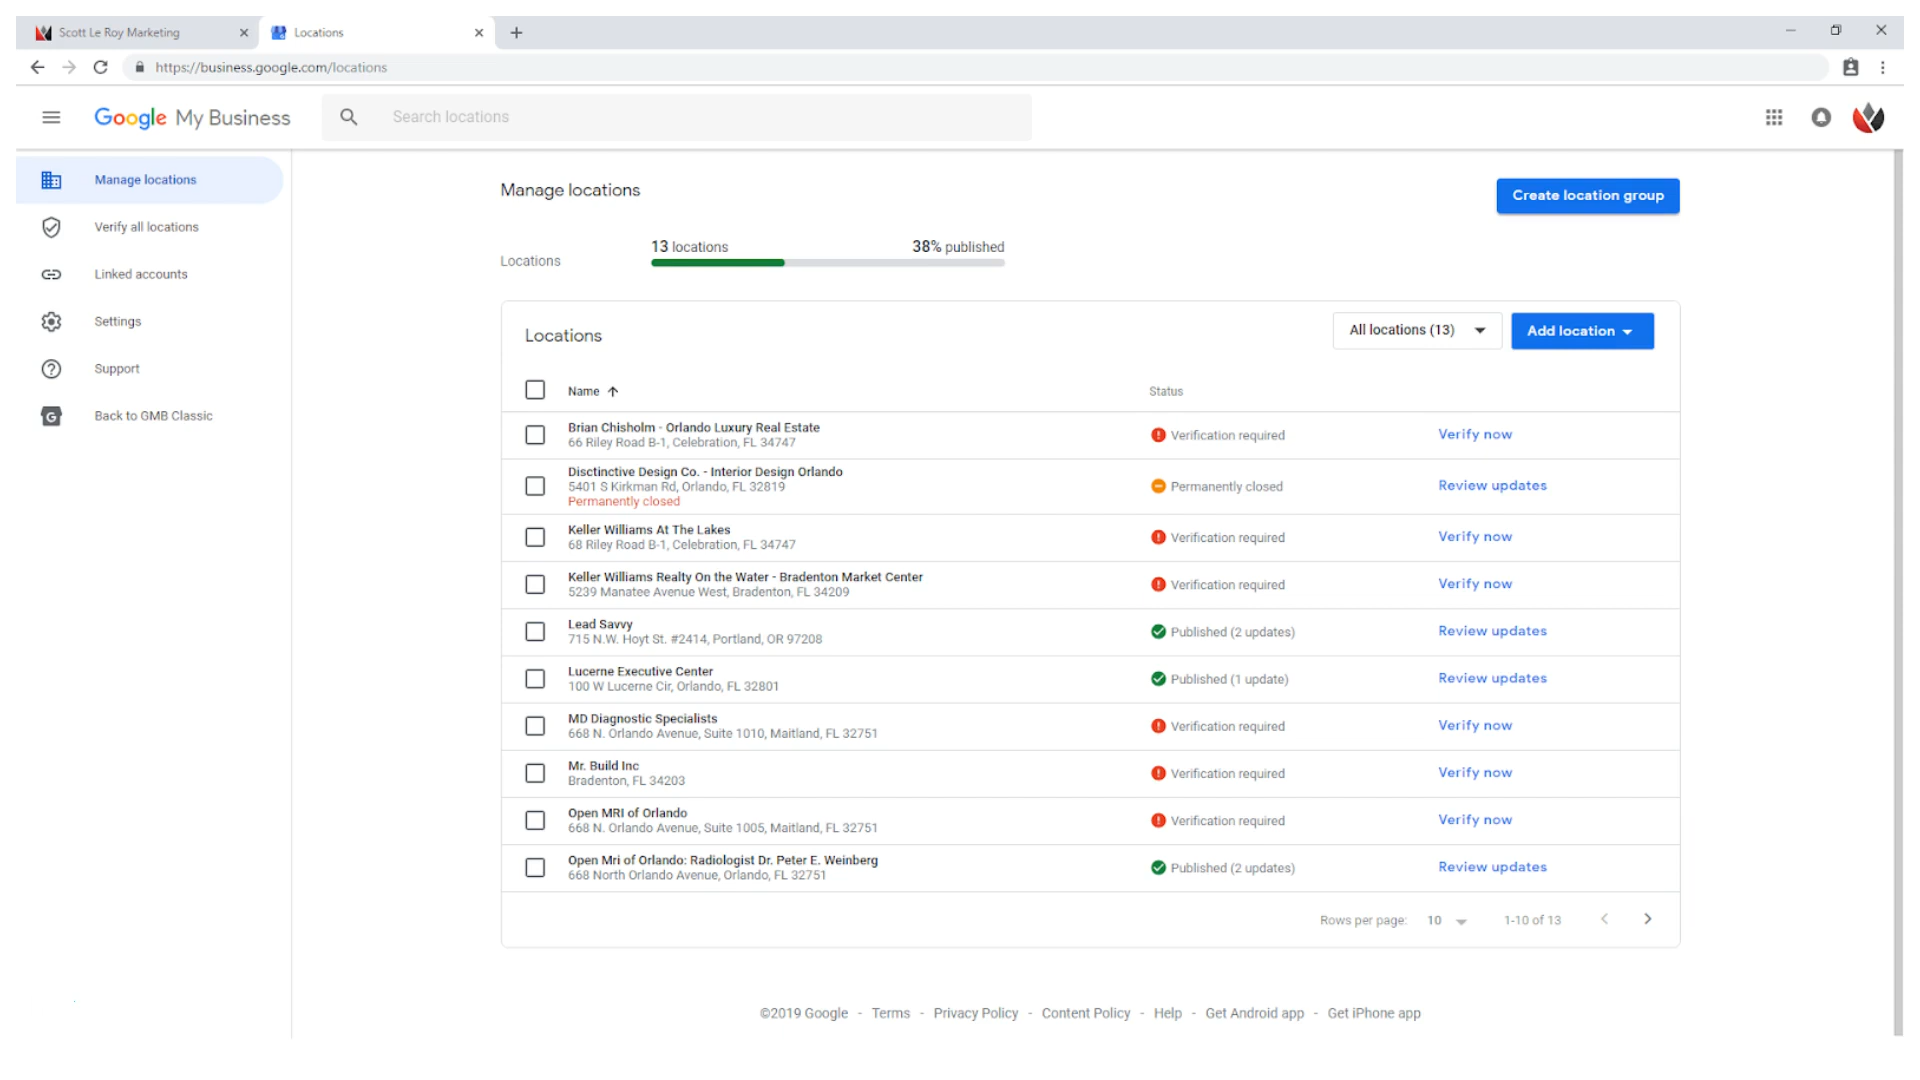 Scott Le Roy Marketing
Locations
https://business.google.com/locations
Google My Business
Search locations
Manage locations
Verify all locations
Linked accounts
Settings
Support
Back to GMB Classic
Manage locations
Create location group
Locations
13 locations
38% published
Locations
All locations (13)
Add location
Name
Status
Brian Chisholm - Orlando Luxury Real Estate
66 Riley Road B-1, Celebration, FL 34747
Verification required
Verify now
Disctinctive Design Co. - Interior Design Orlando
5401 S Kirkman Rd, Orlando, FL 32819
Permanently closed
Permanently closed
Review updates
Keller Williams At The Lakes
68 Riley Road B-1, Celebration, FL 34747
Verification required
Verify now
Keller Williams Realty On the Water - Bradenton Market Center
5239 Manatee Avenue West, Bradenton, FL 34209
Verification required
Verify now
Lead Savvy
715 N.W. Hoyt St. #2414, Portland, OR 97208
Published (2 updates)
Review updates
Lucerne Executive Center
100 W Lucerne Cir, Orlando, FL 32801
Published (1 update)
Review updates
MD Diagnostic Specialists
668 N. Orlando Avenue, Suite 1010, Maitland, FL 32751
Verification required
Verify now
Mr. Build Inc
Bradenton, FL 34203
Verification required
Verify now
Open MRI of Orlando
668 N. Orlando Avenue, Suite 1005, Maitland, FL 32751
Verification required
Verify now
Open Mri of Orlando: Radiologist Dr. Peter E. Weinberg
668 North Orlando Avenue, Orlando, FL 32751
Published (2 updates)
Review updates
Rows per page: 10 1-10 of 13
©2019 Google - Terms - Privacy Policy - Content Policy - Help - Get Android app - Get iPhone app